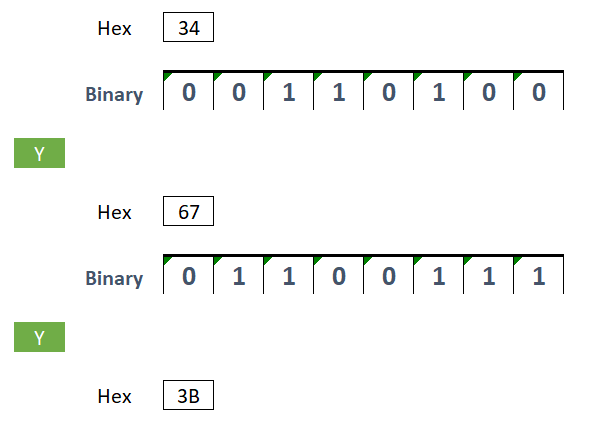 Hex 34
Binary 0 0 1 1 0 1 0 0
Y
Hex 67
Binary 0 1 1 0 0 1 1 1
Y
Hex 3B